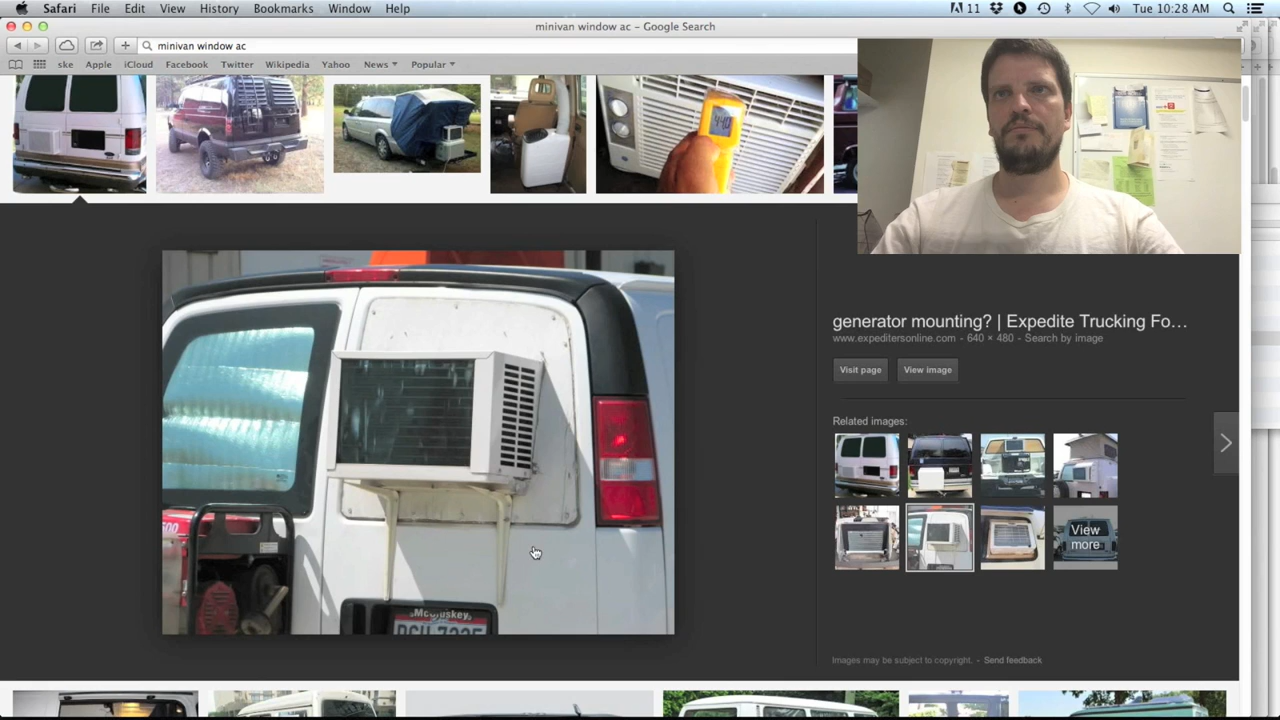 Safari File Edit View History Bookmarks Window Help
11 Tue 10:28 AM
minivan window ac – Google Search
minivan window ac
ske Apple iCloud Facebook Twitter Wikipedia Yahoo News Popular
generator mounting? | Expedite Trucking Fo…
www.expeditersonline.com - 640 × 480 - Search by image
Visit page View image
Related images:
View
more
McCluskey
Images may be subject to copyright. - Send feedback